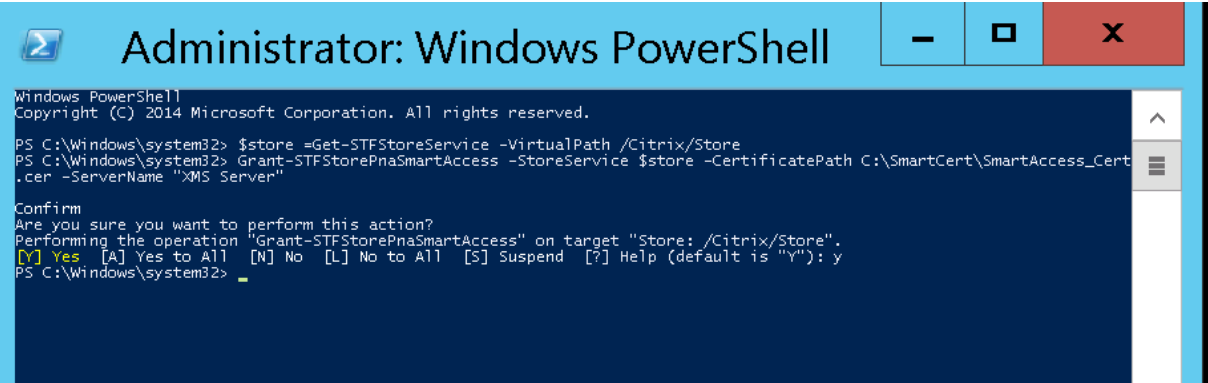 Administrator: Windows PowerShell
Windows PowerShell
Copyright (C) 2014 Microsoft Corporation. All rights reserved.
PS C:\Windows\system32> $store =Get-STFStoreService -VirtualPath /Citrix/Store
PS C:\Windows\system32> Grant-STFStorePnaSmartAccess -StoreService $store -CertificatePath C:\SmartCert\SmartAccess_Cert
.cer -ServerName "XMS Server"
Confirm
Are you sure you want to perform this action?
Performing the operation "Grant-STFStorePnaSmartAccess" on target "Store: /Citrix/Store".
[Y] Yes  [A] Yes to All  [N] No  [L] No to All  [S] Suspend  [?] Help (default is "Y"): y
PS C:\Windows\system32> _